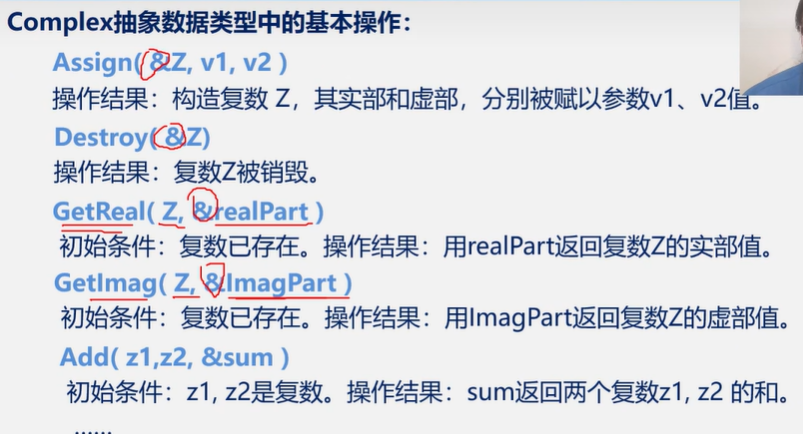 Complex抽象数据类型中的基本操作：
Assign( &Z, v1, v2 )
操作结果：构造复数 Z，其实部和虚部，分别被赋以参数v1、v2值。
Destroy( &Z)
操作结果：复数Z被销毁。
GetReal( Z, &realPart )
初始条件：复数已存在。操作结果：用realPart返回复数Z的实部值。
GetImag( Z, &ImagPart )
初始条件：复数已存在。操作结果：用ImagPart返回复数Z的虚部值。
Add( z1,z2, &sum )
初始条件：z1, z2是复数。操作结果：sum返回两个复数z1, z2 的和。
......